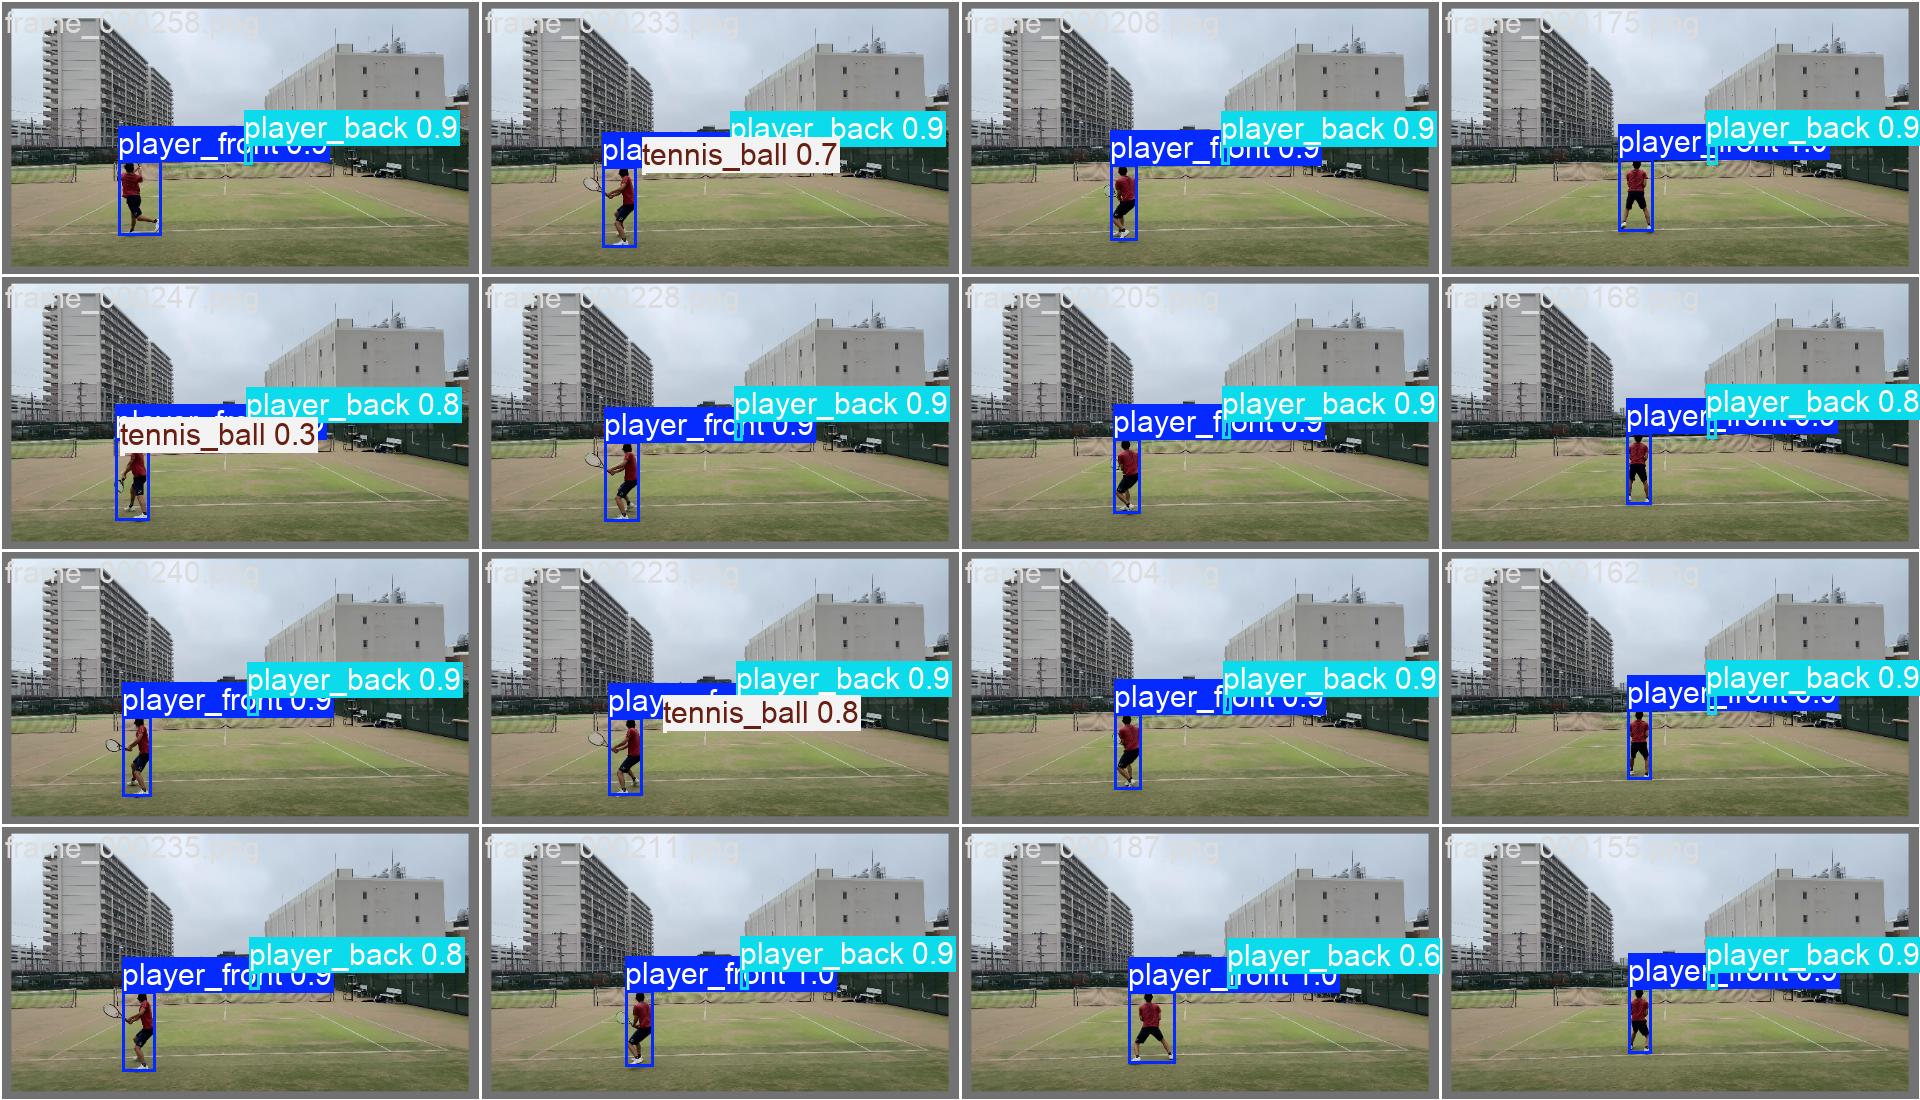 frame_000258.png
player_front 0.9
player_back 0.9
frame_000233.png
pla
player_back 0.9
tennis_ball 0.7
frame_000208.png
player_front 0.9
player_back 0.9
frame_000175.png
player_front 1.0
player_back 0.9
frame_000247.png
player_back 0.8
tennis_ball 0.3
frame_000228.png
player_front 0.9
player_back 0.9
frame_000205.png
player_front 0.9
player_back 0.9
frame_000168.png
player_front 0.9
player_back 0.8
frame_000240.png
player_front 0.9
player_back 0.9
frame_000223.png
player_back 0.9
tennis_ball 0.8
frame_000204.png
player_front 0.9
player_back 0.9
frame_000162.png
player_front 0.9
player_back 0.9
frame_000235.png
player_front 0.9
player_back 0.8
frame_000211.png
player_front 1.0
player_back 0.9
frame_000187.png
player_front 1.0
player_back 0.6
frame_000155.png
player_front 0.9
player_back 0.9